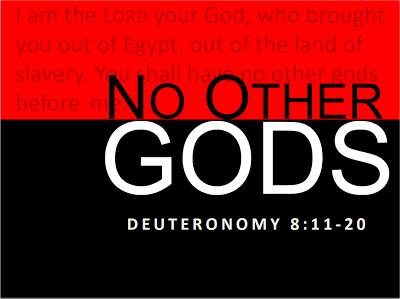 I am the LORD your God, who brought
you out of Egypt, out of the land of
slavery. You shall have no other gods
before me.
NO OTHER
GODS
DEUTERONOMY 8:11-20